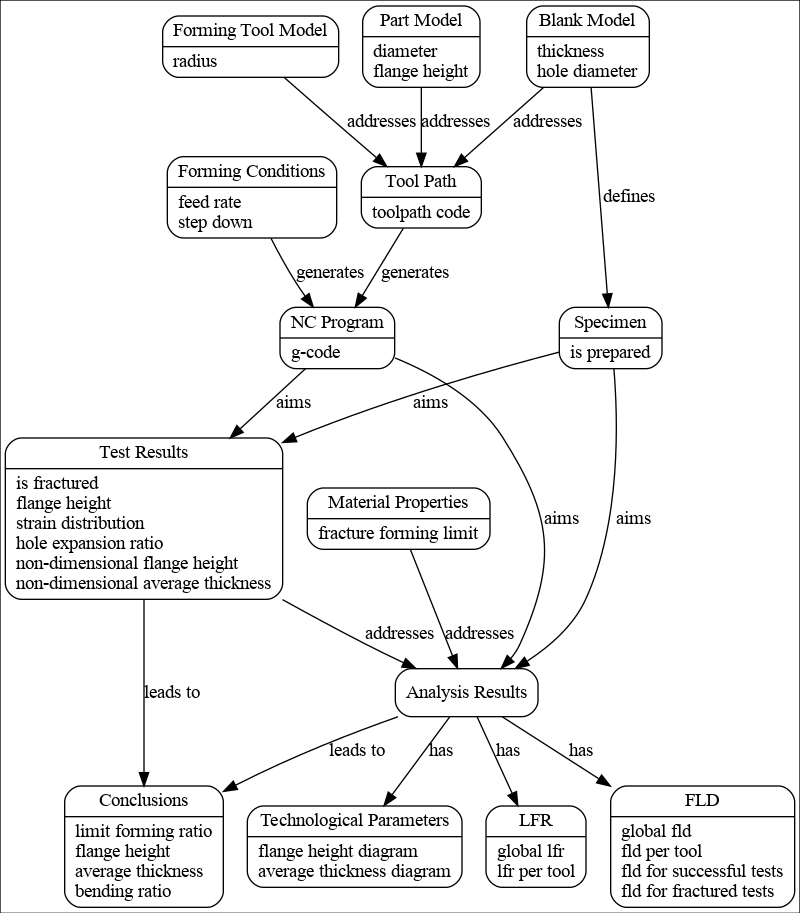 Forming Tool Model
radius
Part Model
diameter
flange height
Blank Model
thickness
hole diameter
addresses
addresses
addresses
Forming Conditions
feed rate
step down
Tool Path
toolpath code
defines
generates
generates
NC Program
g-code
Specimen
is prepared
aims
aims
Test Results
is fractured
flange height
strain distribution
hole expansion ratio
non-dimensional flange height
non-dimensional average thickness
Material Properties
fracture forming limit
aims
aims
addresses
addresses
leads to
Analysis Results
leads to
has
has
has
Conclusions
limit forming ratio
flange height
average thickness
bending ratio
Technological Parameters
flange height diagram
average thickness diagram
LFR
global lfr
lfr per tool
FLD
global fld
fld per tool
fld for successful tests
fld for fractured tests